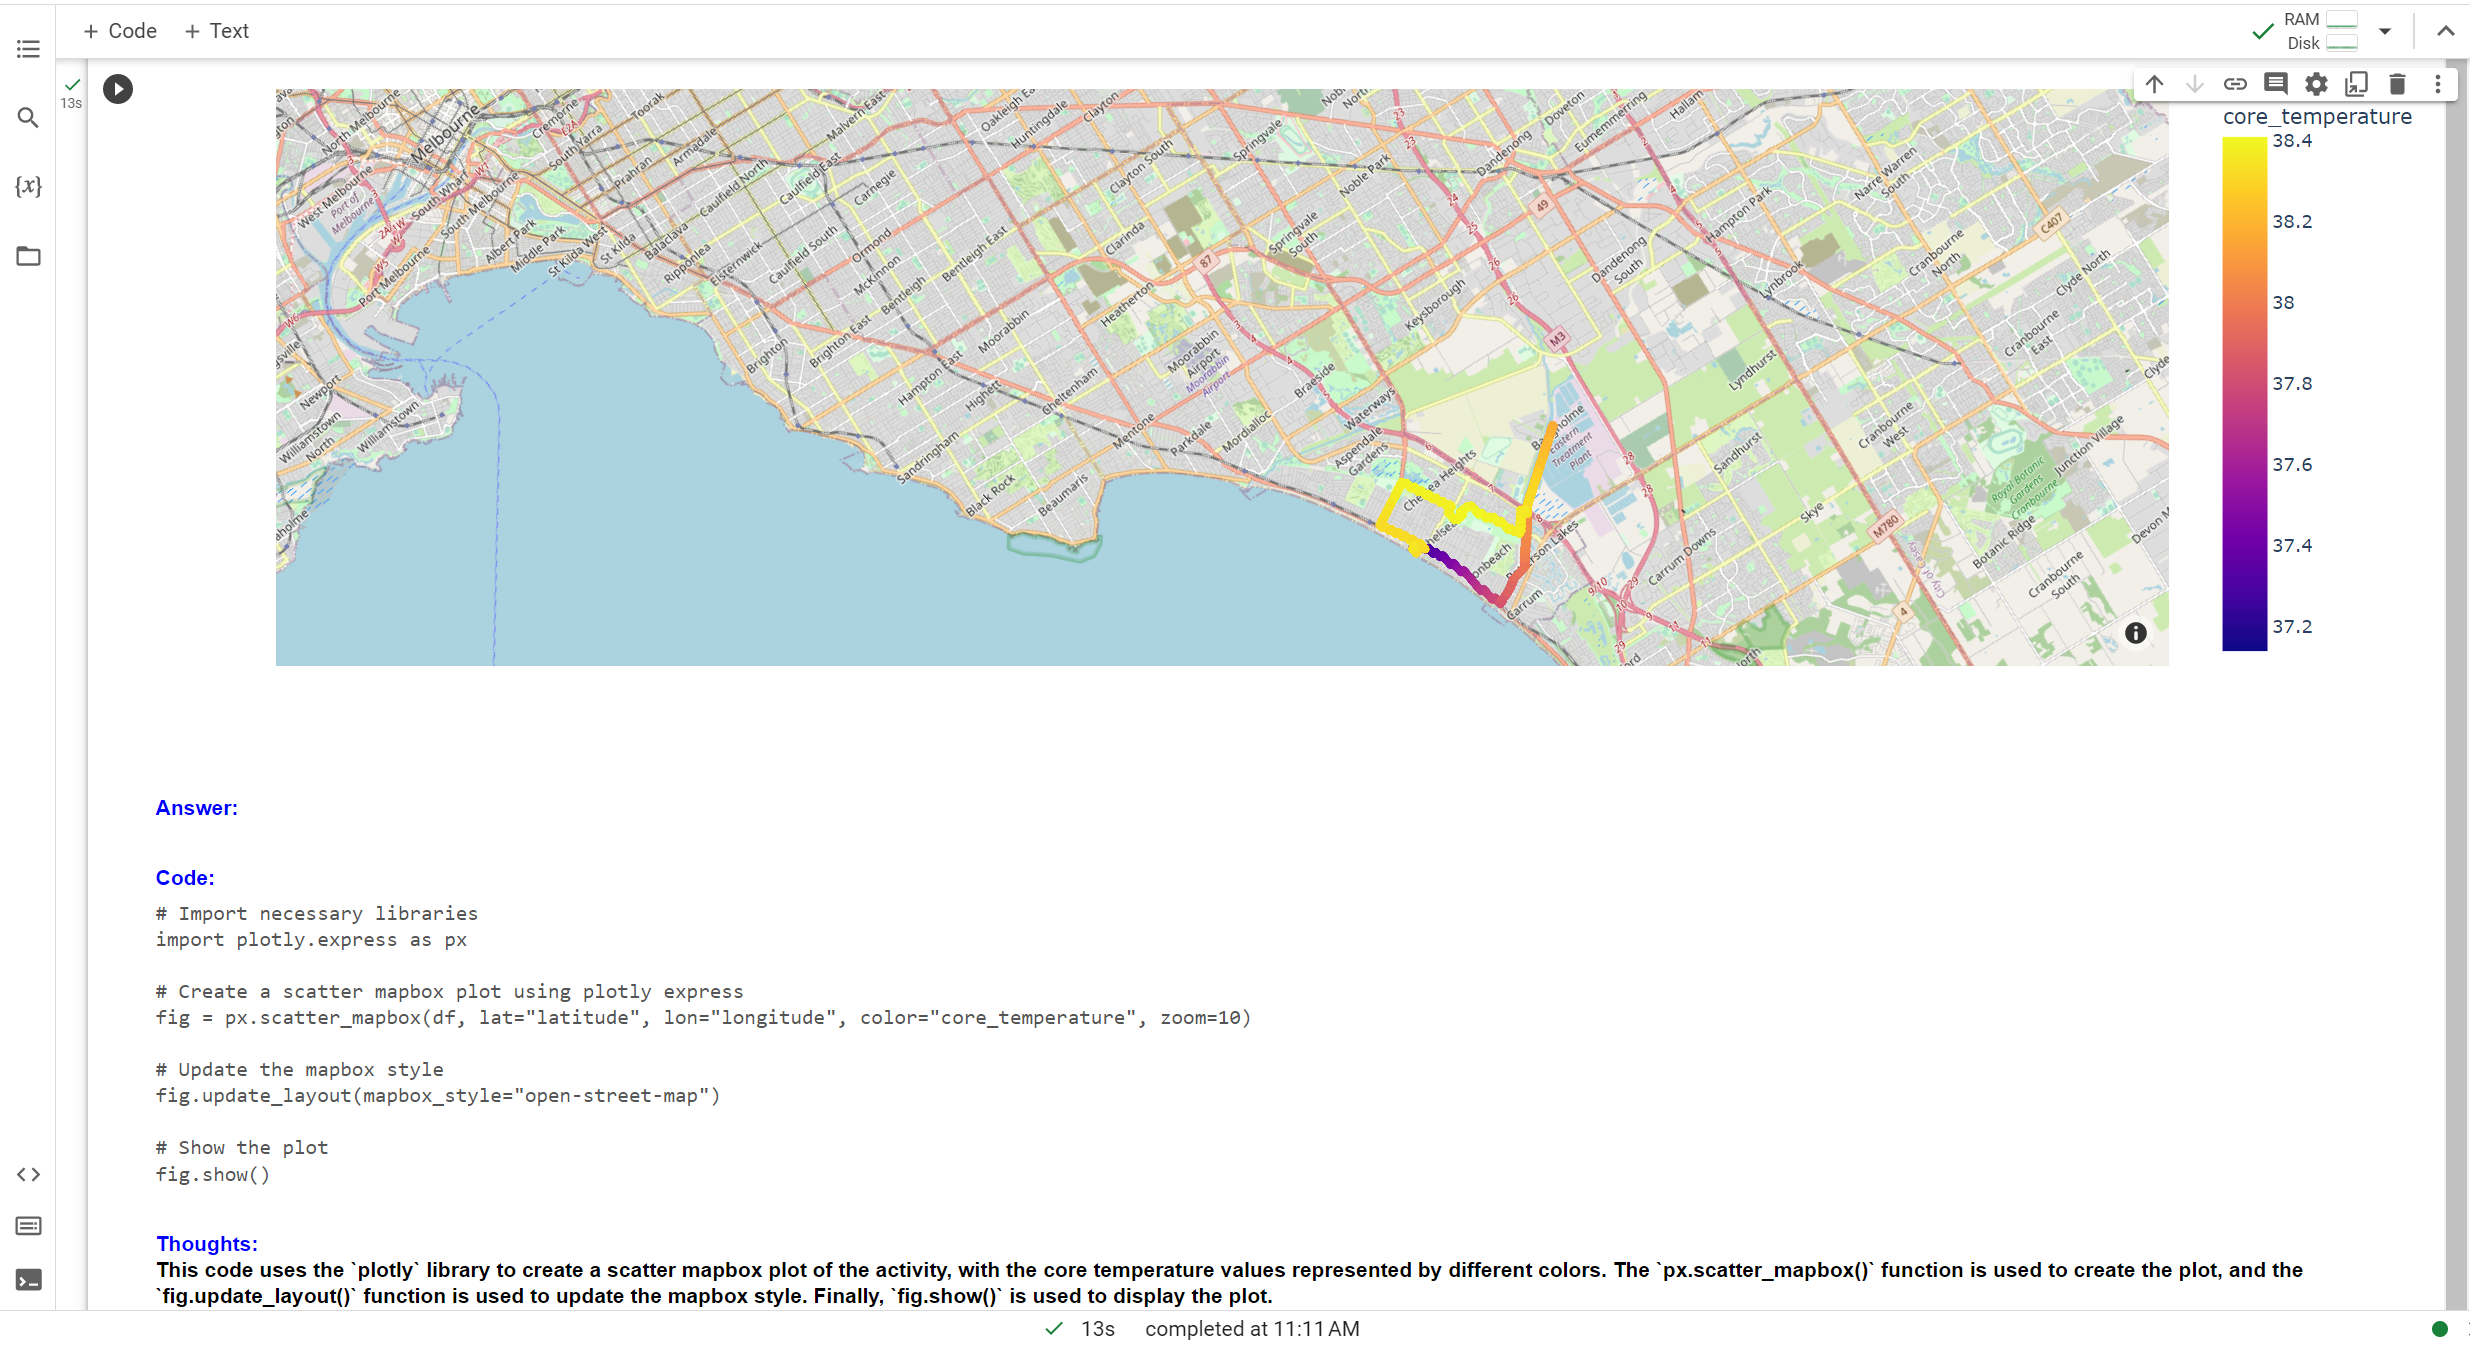 + Code + Text
RAM
Disk
13s
{x}
core_temperature
38.4
38.2
38
37.8
37.6
37.4
37.2
North Melbourne
Melbourne
Cremorne
South Yarra
Toorak
Malvern East
Prahran
Armadale
Oakleigh Ea
Huntingdale
Clayton
Springvale
Noble Park
Dandenong
Doveton
Eumemmerring
Hallam
West Melbourne
Port of
Melbourne
South Wharf
South Melbourne
Albert Park
Middle Park
St Kilda West
St Kilda
Balaclava
Ripponlea
Elsternwick
Caulfield North
Caulfield East
Caulfield South
Carnegie
Ormond
McKinnon
Bentleigh
Bentleigh East
Clayton South
Clarinda
Springvale
South
Keysborough
Dandenong
South
Hampton Park
Narre Warren
South
Lynbrook
Cranbourne
North
Clyde North
C407
Port Melbourne
Brighton
Brighton East
Hampton East
Moorabbin
Highett
Cheltenham
Heatherton
Moorabbin
Airport
Moorabbin
Airport
Braeside
Waterways
Mentone
Parkdale
Mordialloc
Aspendale
Gardens
M3
Lyndhurst
Cranbourne
East
Clyde
Newport
Williamstown
North
Williamstown
Sandringham
Black Rock
Beaumaris
Eastern
Treatment
Plant
Sandhurst
Cranbourne
West
Junction Village
Royal Botanic
Gardens
Cranbourne
Skye
M780
Botanic Ridge
Devon M
Carrum Downs
Carrum
City of Casey
Cranbourne
South
Answer:
Code:
# Import necessary libraries
import plotly.express as px
# Create a scatter mapbox plot using plotly express
fig = px.scatter_mapbox(df, lat="latitude", lon="longitude", color="core_temperature", zoom=10)
# Update the mapbox style
fig.update_layout(mapbox_style="open-street-map")
# Show the plot
fig.show()
Thoughts:
This code uses the `plotly` library to create a scatter mapbox plot of the activity, with the core temperature values represented by different colors. The `px.scatter_mapbox()` function is used to create the plot, and the
`fig.update_layout()` function is used to update the mapbox style. Finally, `fig.show()` is used to display the plot.
13s completed at 11:11 AM